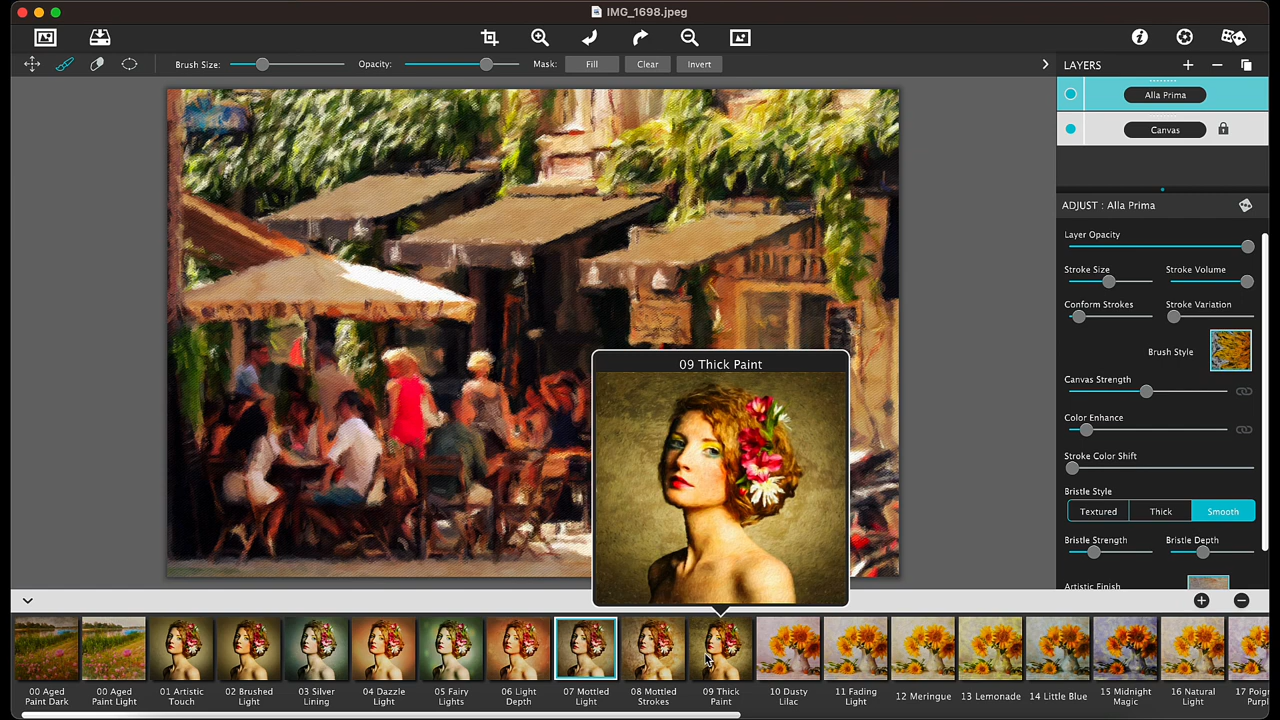 IMG_1698.jpeg
Brush Size:
Opacity:
Mask:
Fill
Clear
Invert
LAYERS
Alla Prima
Canvas
ADJUST : Alla Prima
Layer Opacity
Stroke Size
Stroke Volume
Conform Strokes
Stroke Variation
Brush Style
Canvas Strength
Color Enhance
Stroke Color Shift
Bristle Style
Textured
Thick
Smooth
Bristle Strength
Bristle Depth
Artistic Finish
09 Thick Paint
00 Aged
Paint Dark
00 Aged
Paint Light
01 Artistic
Touch
02 Brushed
Light
03 Silver
Lining
04 Dazzle
Light
05 Fairy
Lights
06 Light
Depth
07 Mottled
Light
08 Mottled
Strokes
09 Thick
Paint
10 Dusty
Lilac
11 Fading
Light
12 Meringue
13 Lemonade
14 Little Blue
15 Midnight
Magic
16 Natural
Light